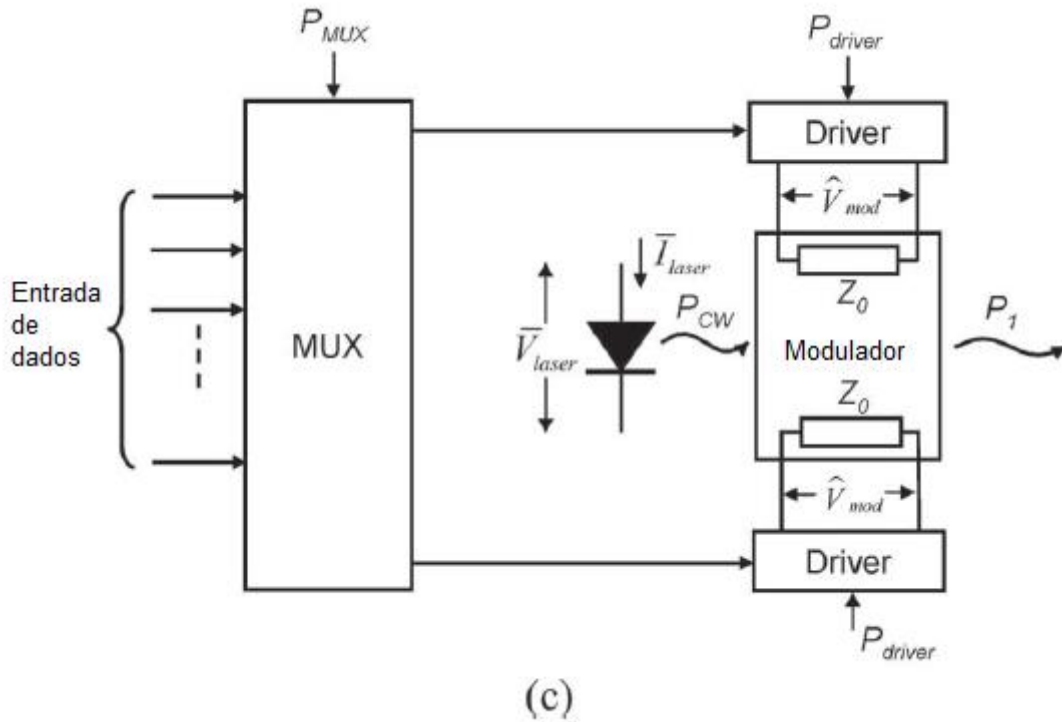 P_MUX
P_driver
MUX
Driver
V̂_mod
Z_0
Entrada
de
dados
V̄_laser
Ī_laser
P_CW
Modulador
P_1
Z_0
V̂_mod
Driver
P_driver
(c)